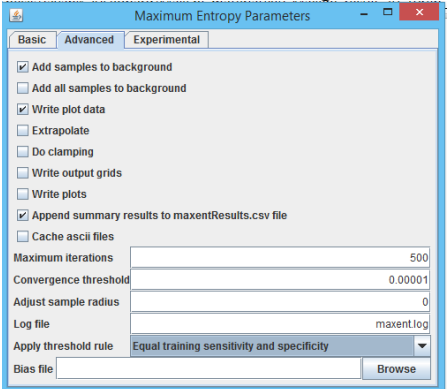 Maximum Entropy Parameters
Basic Advanced Experimental
Add samples to background
Add all samples to background
Write plot data
Extrapolate
Do clamping
Write output grids
Write plots
Append summary results to maxentResults.csv file
Cache ascii files
Maximum iterations 500
Convergence threshold 0.00001
Adjust sample radius 0
Log file maxent.log
Apply threshold rule Equal training sensitivity and specificity
Bias file Browse